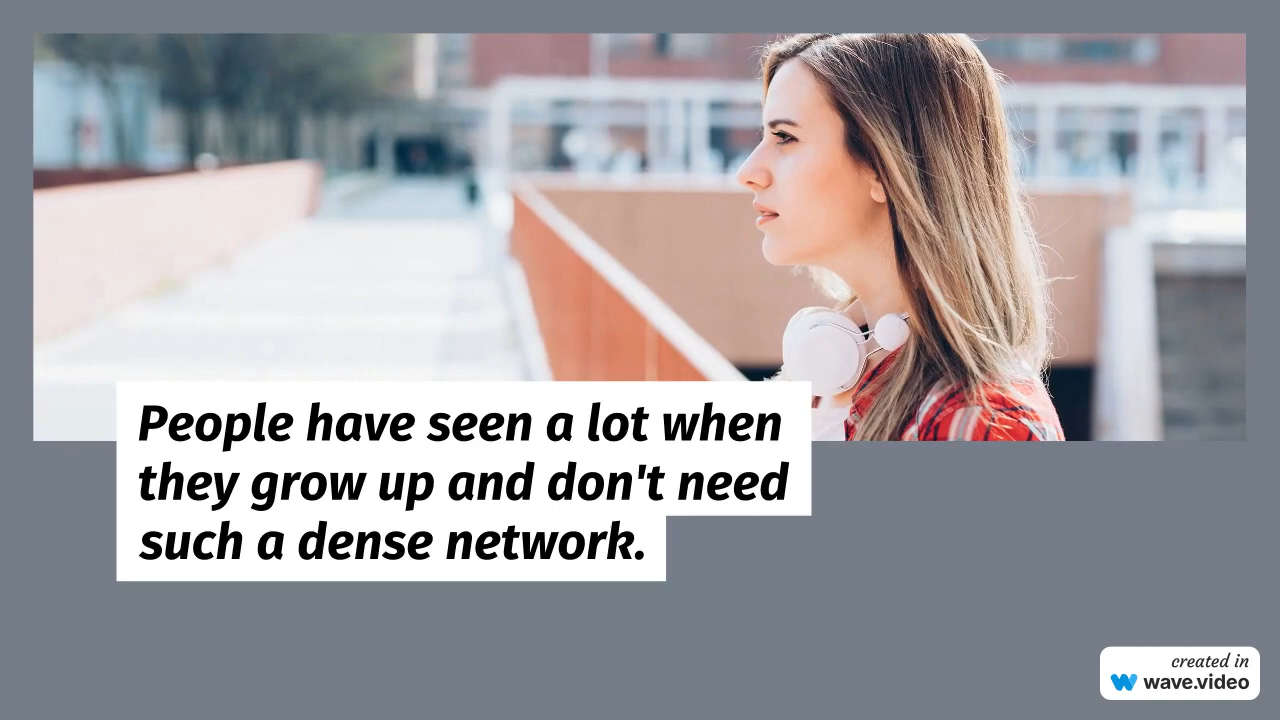 People have seen a lot when
they grow up and don't need
such a dense network.
created in
wave.video